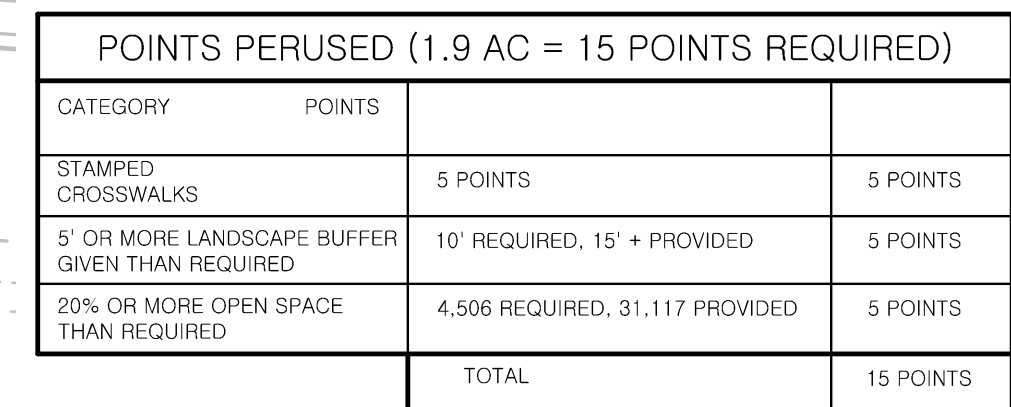 POINTS PERUSED (1.9 AC = 15 POINTS REQUIRED)
CATEGORY POINTS
STAMPED
CROSSWALKS
5 POINTS
5 POINTS
5' OR MORE LANDSCAPE BUFFER
GIVEN THAN REQUIRED
10' REQUIRED, 15' + PROVIDED
5 POINTS
20% OR MORE OPEN SPACE
THAN REQUIRED
4,506 REQUIRED, 31,117 PROVIDED
5 POINTS
TOTAL
15 POINTS